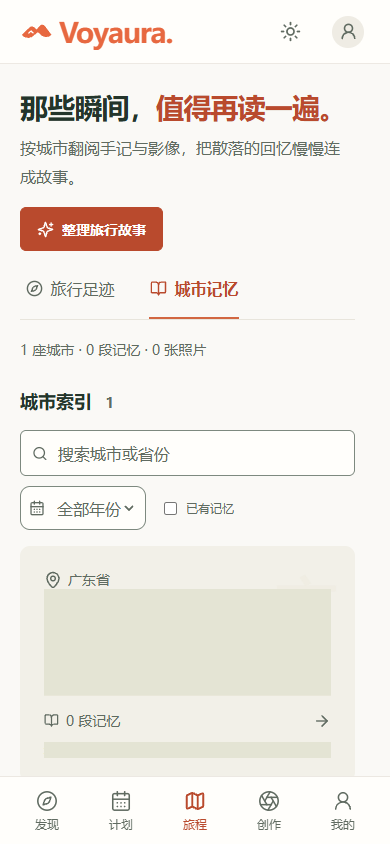 Voyaura.
那些瞬间，值得再读一遍。
按城市翻阅手记与影像，把散落的回忆慢慢连
成故事。
整理旅行故事
旅行足迹
城市记忆
1 座城市 · 0 段记忆 · 0 张照片
城市索引 1
搜索城市或省份
全部年份
已有记忆
广东省
0 段记忆
发现
计划
旅程
创作
我的